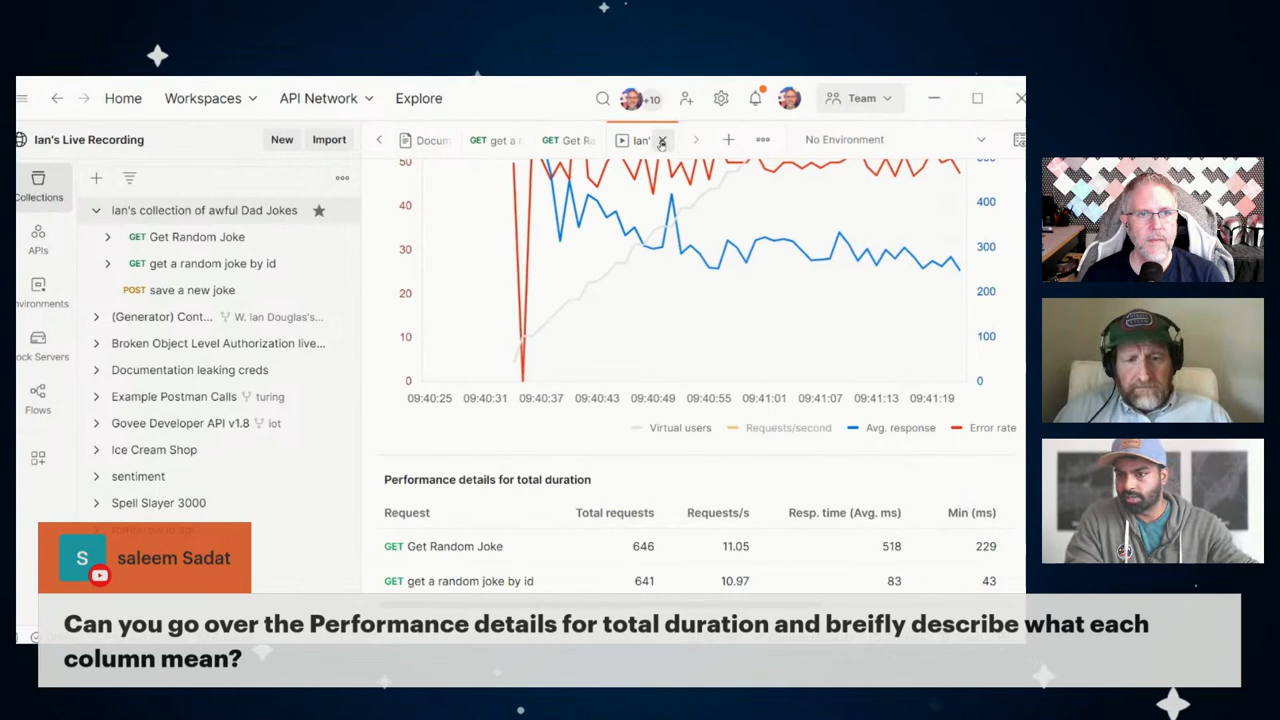 Home
Workspaces
API Network
Explore
+10
Team
Ian's Live Recording
New
Import
Docum
GET get a r
GET Get Ra
Ian'
No Environment
Collections
APIs
nvironments
ock Servers
Flows
Ian's collection of awful Dad Jokes
GET Get Random Joke
GET get a random joke by id
POST save a new joke
(Generator) Cont... W. Ian Douglas's...
Broken Object Level Authorization live...
Documentation leaking creds
Example Postman Calls turing
Govee Developer API v1.8 iot
Ice Cream Shop
sentiment
Spell Slayer 3000
50
40
30
20
10
0
400
300
200
100
0
09:40:25 09:40:31 09:40:37 09:40:43 09:40:49 09:40:55 09:41:01 09:41:07 09:41:13 09:41:19
Virtual users Requests/second Avg. response Error rate
Performance details for total duration
Request Total requests Requests/s Resp. time (Avg. ms) Min (ms)
GET Get Random Joke 646 11.05 518 229
GET get a random joke by id 641 10.97 83 43
S
saleem Sadat
Can you go over the Performance details for total duration and breifly describe what each
column mean?